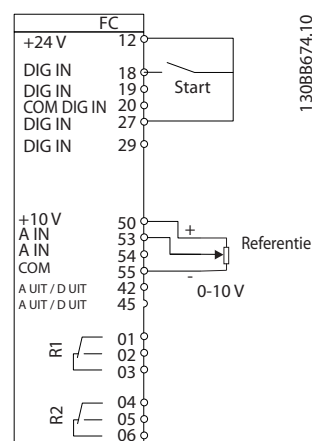 FC
+24 V 12
DIG IN 18
DIG IN 19
COM DIG IN 20
DIG IN 27
DIG IN 29
Start
+10 V 50
A IN 53
A IN 54
COM 55
A UIT / D UIT 42
A UIT / D UIT 45
+
-
Referentie
0-10 V
R1
01
02
03
R2
04
05
06
130BB674.10